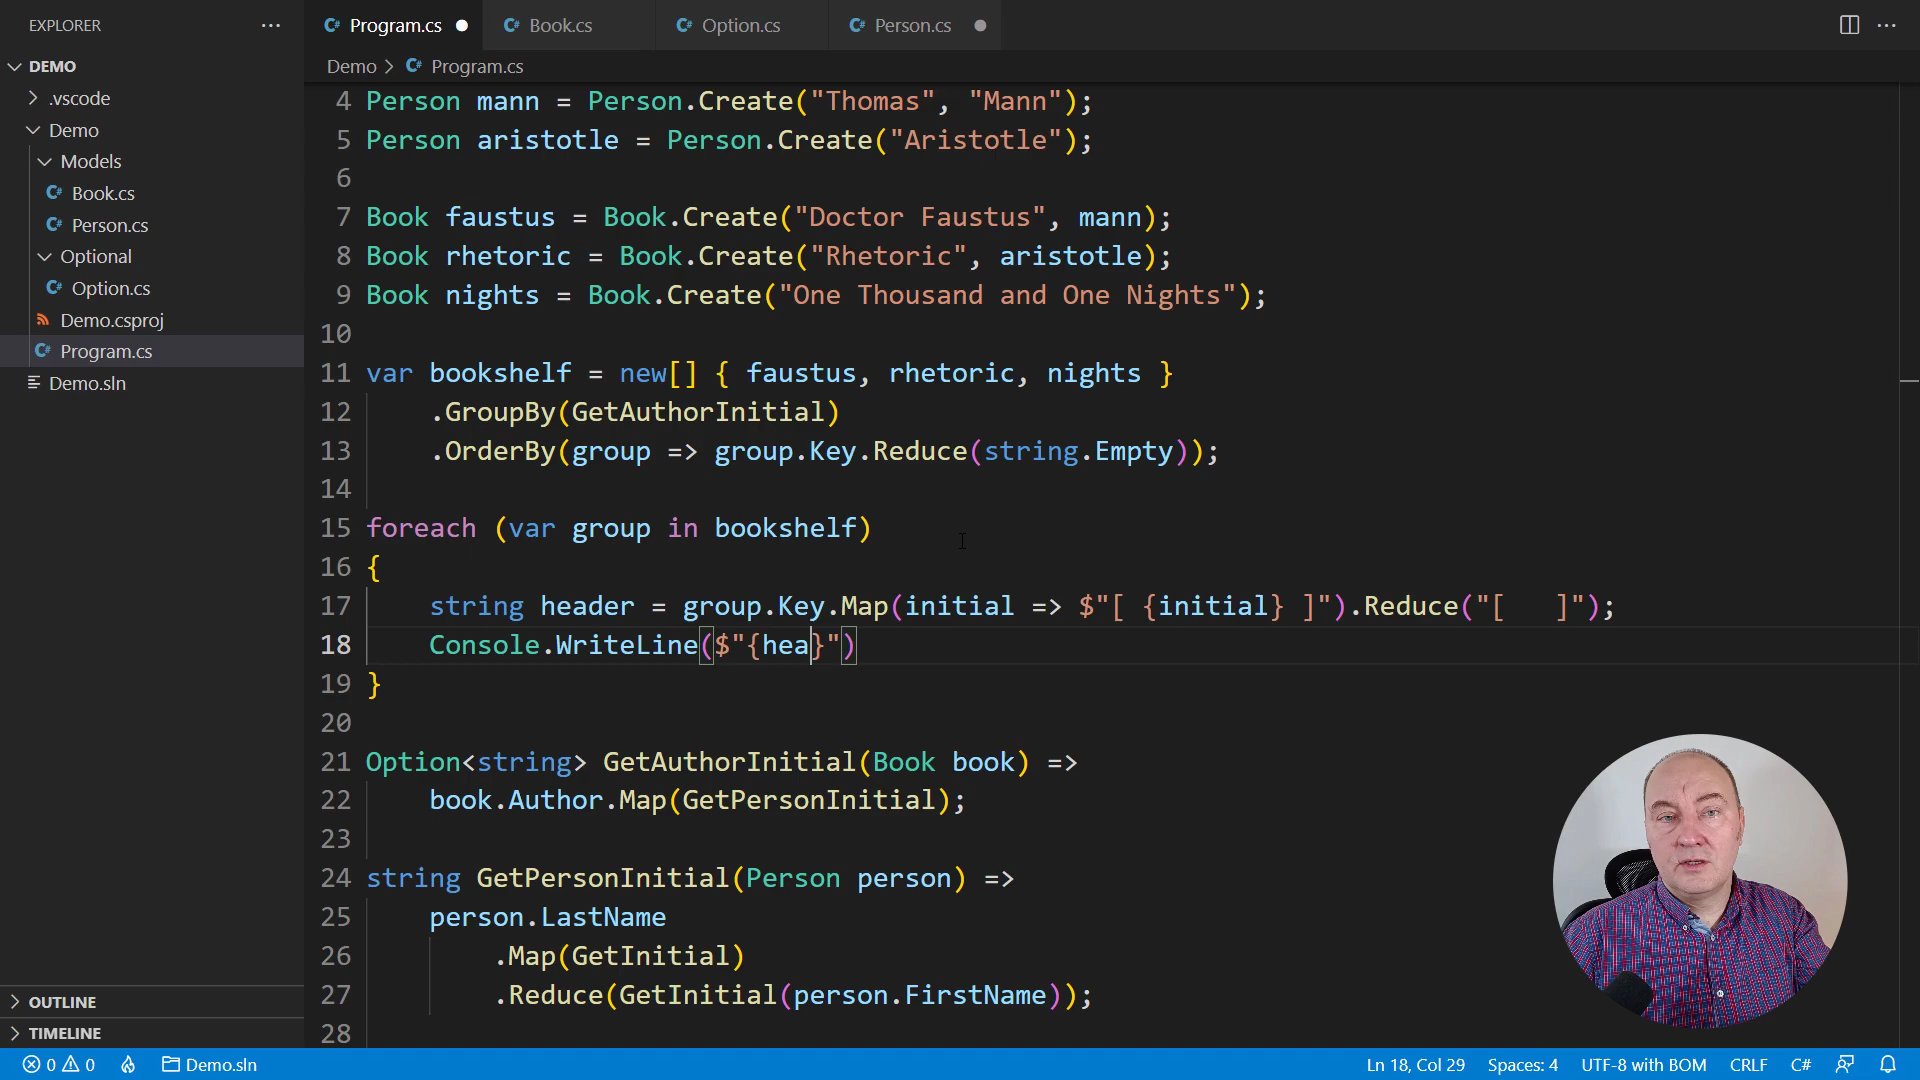 EXPLORER
DEMO
.vscode
Demo
Models
C# Book.cs
C# Person.cs
Optional
C# Option.cs
Demo.csproj
C# Program.cs
Demo.sln
OUTLINE
TIMELINE
C# Program.cs
C# Book.cs
C# Option.cs
C# Person.cs
Demo > C# Program.cs
4 Person mann = Person.Create("Thomas", "Mann");
5 Person aristotle = Person.Create("Aristotle");
6
7 Book faustus = Book.Create("Doctor Faustus", mann);
8 Book rhetoric = Book.Create("Rhetoric", aristotle);
9 Book nights = Book.Create("One Thousand and One Nights");
10
11 var bookshelf = new[] { faustus, rhetoric, nights }
12     .GroupBy(GetAuthorInitial)
13     .OrderBy(group => group.Key.Reduce(string.Empty));
14
15 foreach (var group in bookshelf)
16 {
17     string header = group.Key.Map(initial => $"[ {initial} ]").Reduce("[   ]");
18     Console.WriteLine($"{hea}")
19 }
20
21 Option<string> GetAuthorInitial(Book book) =>
22     book.Author.Map(GetPersonInitial);
23
24 string GetPersonInitial(Person person) =>
25     person.LastName
26         .Map(GetInitial)
27         .Reduce(GetInitial(person.FirstName));
28
0 0 Demo.sln Ln 18, Col 29 Spaces: 4 UTF-8 with BOM CRLF C#